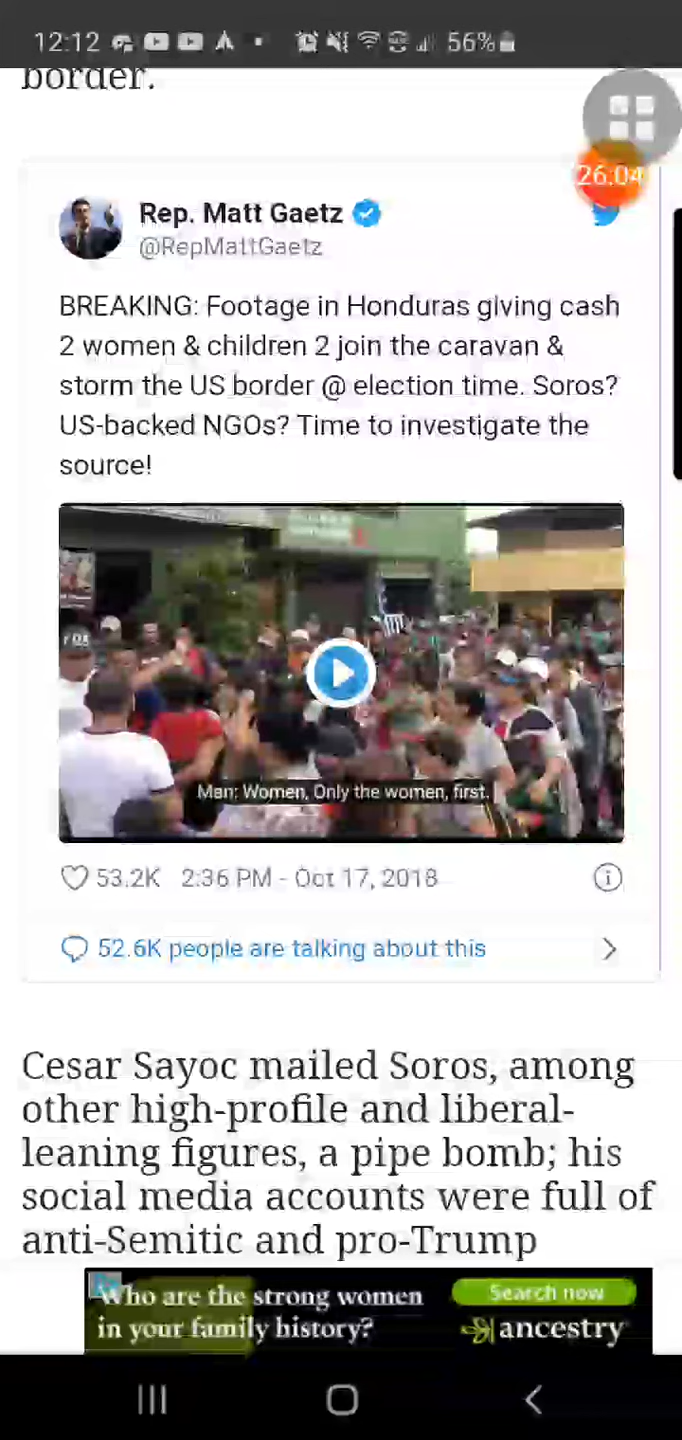 12:12 56%
border.
26:04
Rep. Matt Gaetz
@RepMattGaetz
BREAKING: Footage in Honduras giving cash
2 women & children 2 join the caravan &
storm the US border @ election time. Soros?
US-backed NGOs? Time to investigate the
source!
Man: Women, Only the women, first.
53.2K 2:36 PM - Oct 17, 2018
52.6K people are talking about this
Cesar Sayoc mailed Soros, among
other high-profile and liberal-
leaning figures, a pipe bomb; his
social media accounts were full of
anti-Semitic and pro-Trump
Who are the strong women
in your family history?
Search now
ancestry